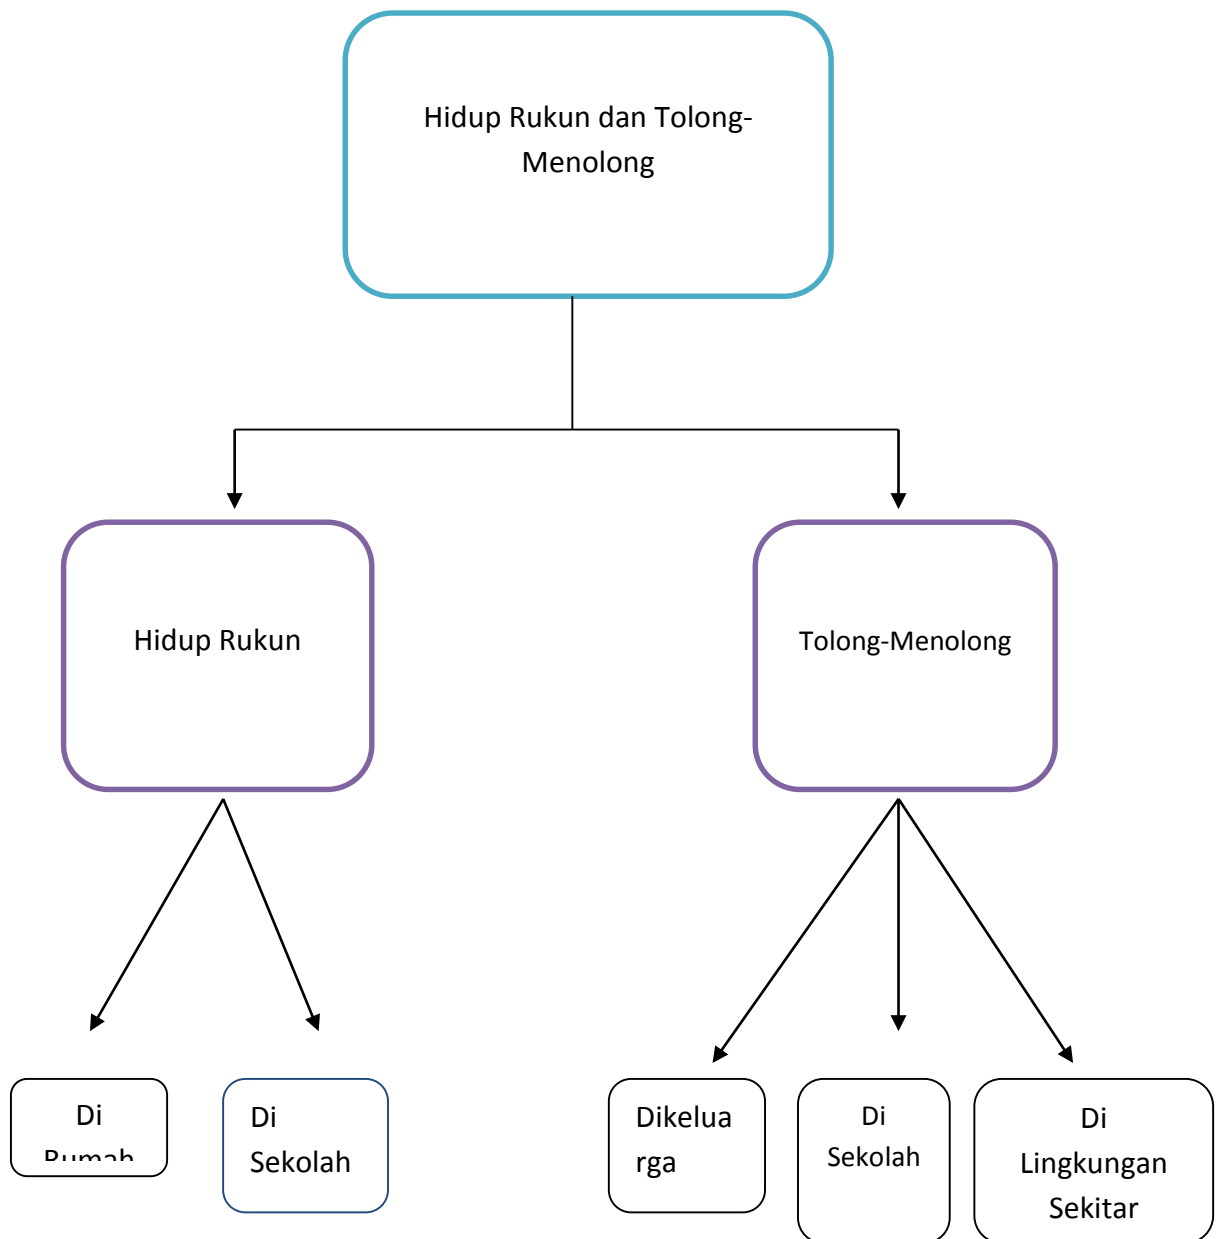 Hidup Rukun dan Tolong-
Menolong
Hidup Rukun
Tolong-Menolong
Di
Rumah
Di
Sekolah
Dikelua
rga
Di
Sekolah
Di
Lingkungan
Sekitar